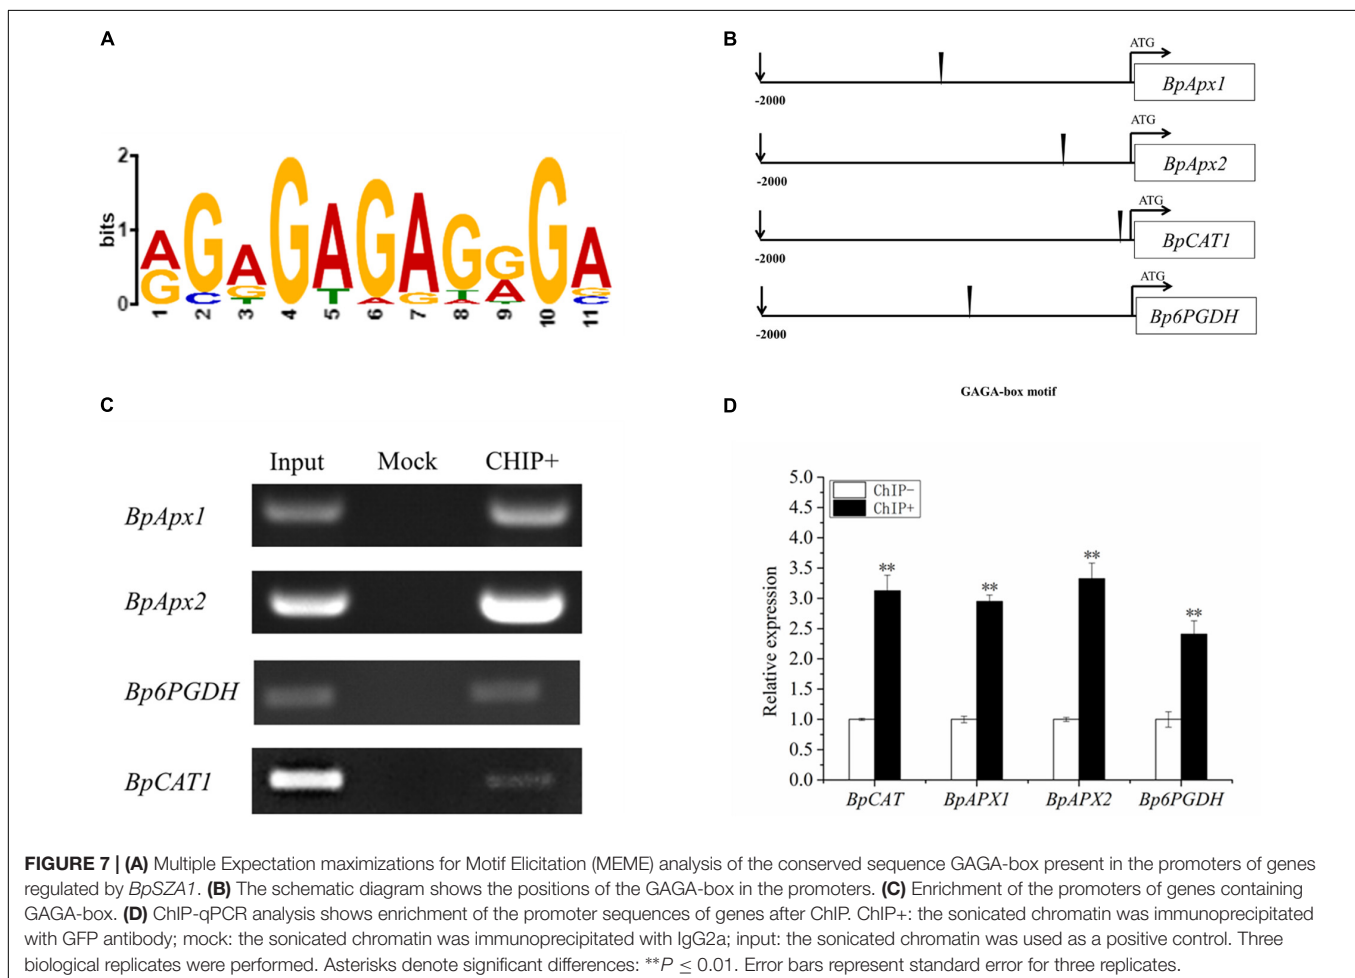 A
bits
2
1
0
A G A G A G A G G G A
G C G T T A G T A A G C
1 2 3 4 5 6 7 8 9 10 11
B
ATG
-2000
BpApx1
ATG
-2000
BpApx2
ATG
-2000
BpCAT1
ATG
-2000
Bp6PGDH
GAGA-box motif
C
Input Mock CHIP+
BpApx1
BpApx2
Bp6PGDH
BpCAT1
D
Relative expression
5.0
4.5
4.0
3.5
3.0
2.5
2.0
1.5
1.0
0.5
0.0
ChIP-
ChIP+
** ** ** **
BpCAT BpAPX1 BpAPX2 Bp6PGDH
FIGURE 7 | (A) Multiple Expectation maximizations for Motif Elicitation (MEME) analysis of the conserved sequence GAGA-box present in the promoters of genes
regulated by BpSZA1. (B) The schematic diagram shows the positions of the GAGA-box in the promoters. (C) Enrichment of the promoters of genes containing
GAGA-box. (D) ChIP-qPCR analysis shows enrichment of the promoter sequences of genes after ChIP. ChIP+: the sonicated chromatin was immunoprecipitated
with GFP antibody; mock: the sonicated chromatin was immunoprecipitated with IgG2a; input: the sonicated chromatin was used as a positive control. Three
biological replicates were performed. Asterisks denote significant differences: **P ≤ 0.01. Error bars represent standard error for three replicates.